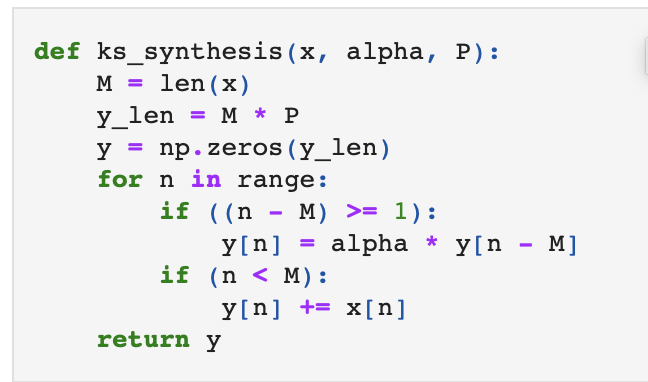 def ks_synthesis(x, alpha, P):
    M = len(x)
    y_len = M * P
    y = np.zeros(y_len)
    for n in range:
        if ((n - M) >= 1):
            y[n] = alpha * y[n - M]
        if (n < M):
            y[n] += x[n]
    return y